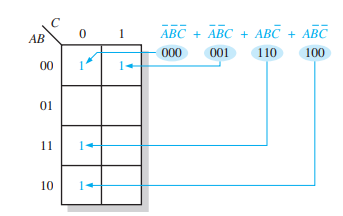 C
AB
0 1 A̅B̅C̅ + A̅B̅C + ABC̅ + AB̅C̅
000 001 110 100
00 1 1
01
11 1
10 1